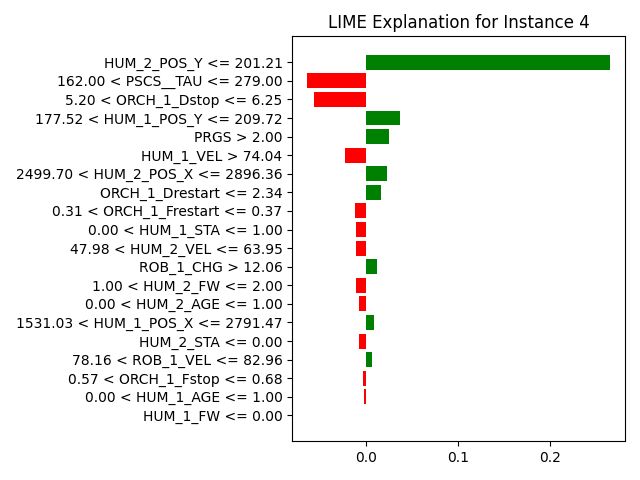 LIME Explanation for Instance 4
HUM_2_POS_Y <= 201.21
162.00 < PSCS__TAU <= 279.00
5.20 < ORCH_1_Dstop <= 6.25
177.52 < HUM_1_POS_Y <= 209.72
PRGS > 2.00
HUM_1_VEL > 74.04
2499.70 < HUM_2_POS_X <= 2896.36
ORCH_1_Drestart <= 2.34
0.31 < ORCH_1_Frestart <= 0.37
0.00 < HUM_1_STA <= 1.00
47.98 < HUM_2_VEL <= 63.95
ROB_1_CHG > 12.06
1.00 < HUM_2_FW <= 2.00
0.00 < HUM_2_AGE <= 1.00
1531.03 < HUM_1_POS_X <= 2791.47
HUM_2_STA <= 0.00
78.16 < ROB_1_VEL <= 82.96
0.57 < ORCH_1_Fstop <= 0.68
0.00 < HUM_1_AGE <= 1.00
HUM_1_FW <= 0.00
0.0 0.1 0.2